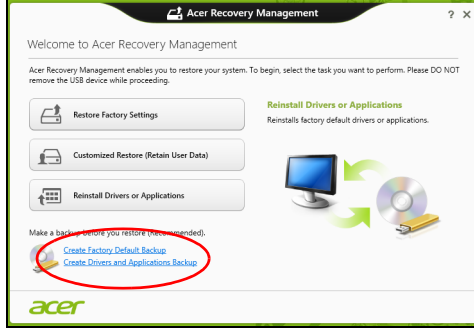 Acer Recovery Management
? ×
Welcome to Acer Recovery Management
Acer Recovery Management enables you to restore your system. To begin, select the task you want to perform. Please DO NOT
remove the USB device while proceeding.
Restore Factory Settings
Customized Restore (Retain User Data)
Reinstall Drivers or Applications
Reinstall Drivers or Applications
Reinstalls factory default drivers or applications.
Make a backup before you restore (Recommended).
Create Factory Default Backup
Create Drivers and Applications Backup
acer